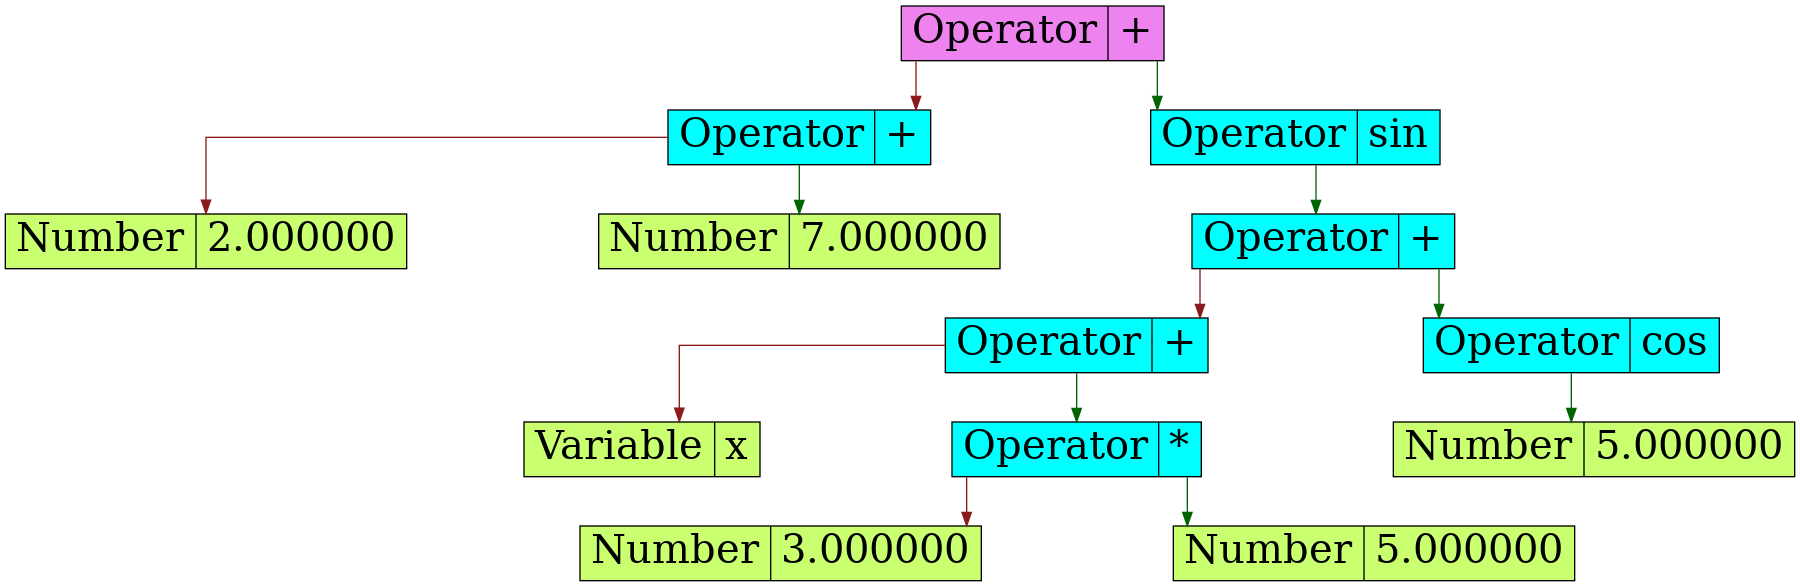 Operator +
Operator + Operator sin
Number 2.000000 Number 7.000000 Operator +
Operator + Operator cos
Variable x Operator * Number 5.000000
Number 3.000000 Number 5.000000